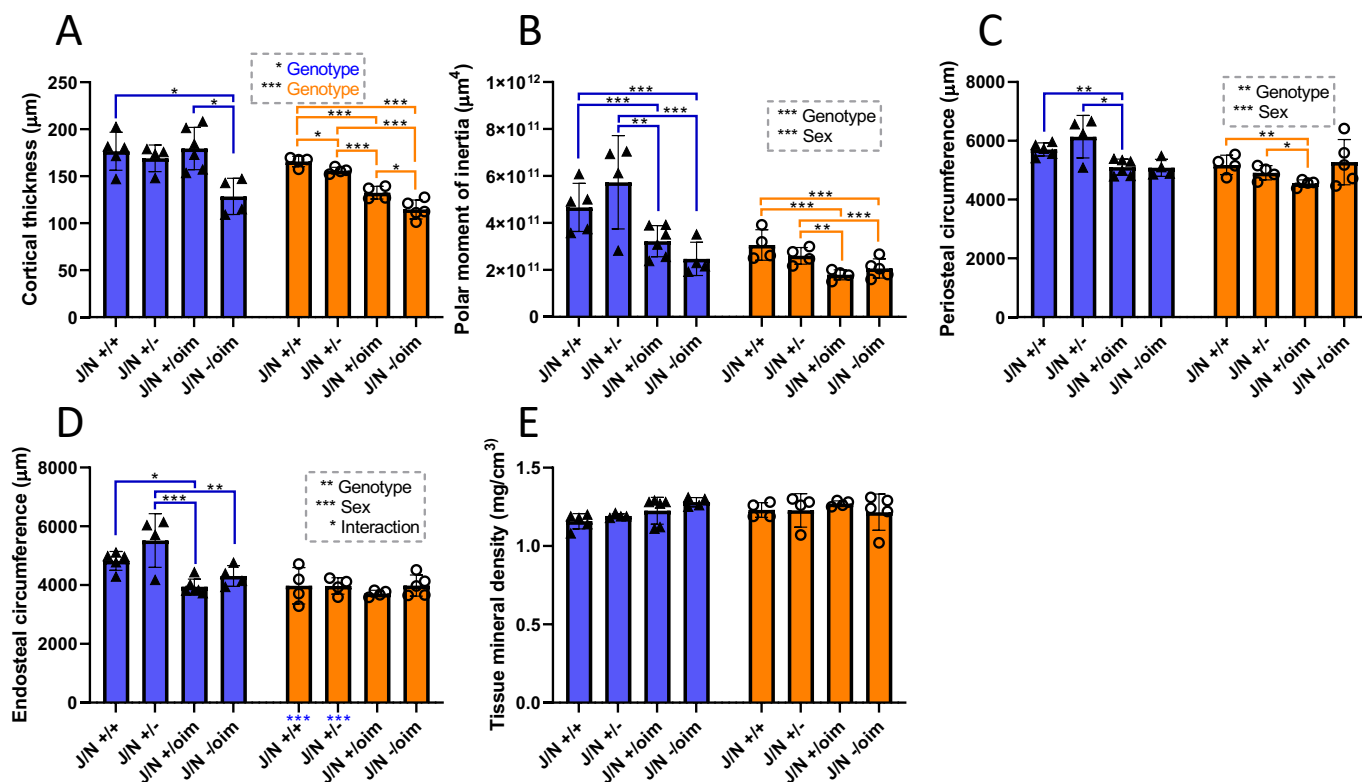 A
* Genotype
*** Genotype
Cortical thickness (μm)
250
200
150
100
50
0
*
*
***
***
*
***
***
*
J/N +/+
J/N +/-
J/N +/oim
J/N -/oim
J/N +/+
J/N +/-
J/N +/oim
J/N -/oim
B
*** Genotype
*** Sex
Polar moment of inertia (μm⁴)
1×10¹²
8×10¹¹
6×10¹¹
4×10¹¹
2×10¹¹
0
***
***
***
**
***
***
***
**
J/N +/+
J/N +/-
J/N +/oim
J/N -/oim
J/N +/+
J/N +/-
J/N +/oim
J/N -/oim
C
** Genotype
*** Sex
Periosteal circumference (μm)
8000
6000
4000
2000
0
**
*
**
*
J/N +/+
J/N +/-
J/N +/oim
J/N -/oim
J/N +/+
J/N +/-
J/N +/oim
J/N -/oim
D
** Genotype
*** Sex
* Interaction
Endosteal circumference (μm)
8000
6000
4000
2000
0
*
**
***
*** ***
J/N +/+
J/N +/-
J/N +/oim
J/N -/oim
J/N +/+
J/N +/-
J/N +/oim
J/N -/oim
E
Tissue mineral density (mg/cm³)
1.5
1.0
0.5
0.0
J/N +/+
J/N +/-
J/N +/oim
J/N -/oim
J/N +/+
J/N +/-
J/N +/oim
J/N -/oim